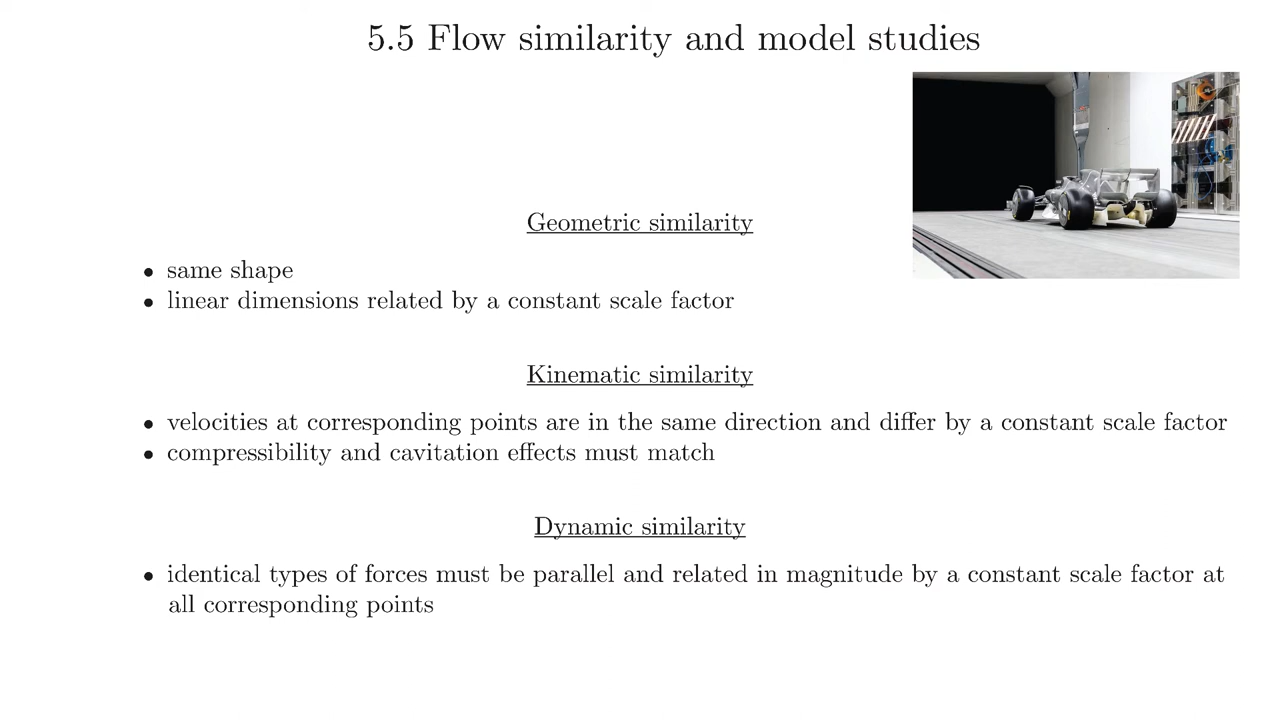 5.5 Flow similarity and model studies
Geometric similarity
• same shape
• linear dimensions related by a constant scale factor
Kinematic similarity
• velocities at corresponding points are in the same direction and differ by a constant scale factor
• compressibility and cavitation effects must match
Dynamic similarity
• identical types of forces must be parallel and related in magnitude by a constant scale factor at
all corresponding points